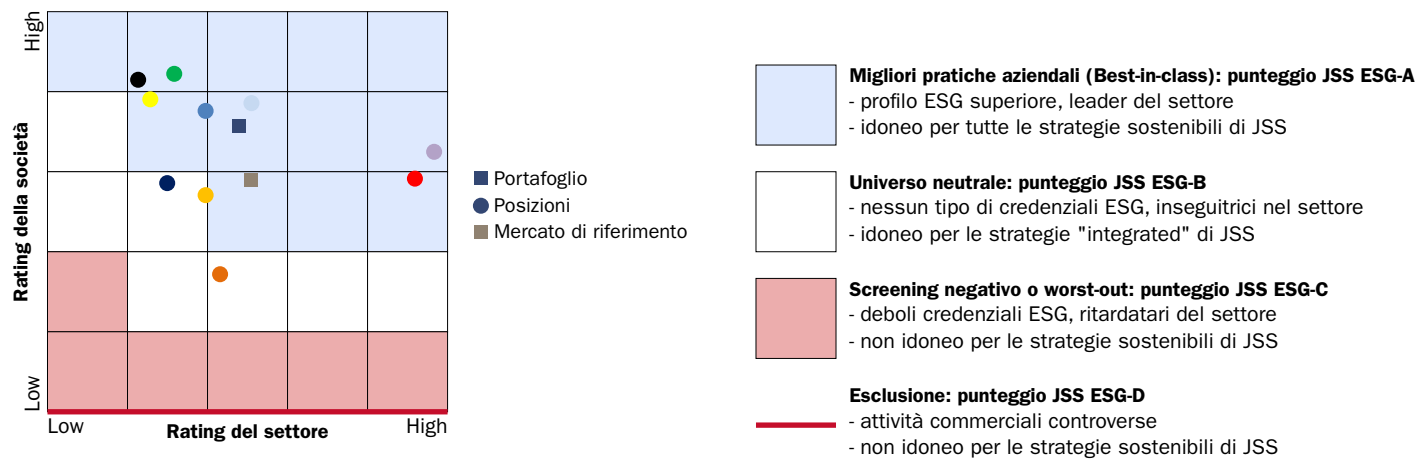 High
Rating della società
Low
Low
Rating del settore
High
Portafoglio
Posizioni
Mercato di riferimento
Migliori pratiche aziendali (Best-in-class): punteggio JSS ESG-A
- profilo ESG superiore, leader del settore
- idoneo per tutte le strategie sostenibili di JSS
Universo neutrale: punteggio JSS ESG-B
- nessun tipo di credenziali ESG, inseguitrici nel settore
- idoneo per le strategie "integrated" di JSS
Screening negativo o worst-out: punteggio JSS ESG-C
- deboli credenziali ESG, ritardatari del settore
- non idoneo per le strategie sostenibili di JSS
Esclusione: punteggio JSS ESG-D
- attività commerciali controverse
- non idoneo per le strategie sostenibili di JSS